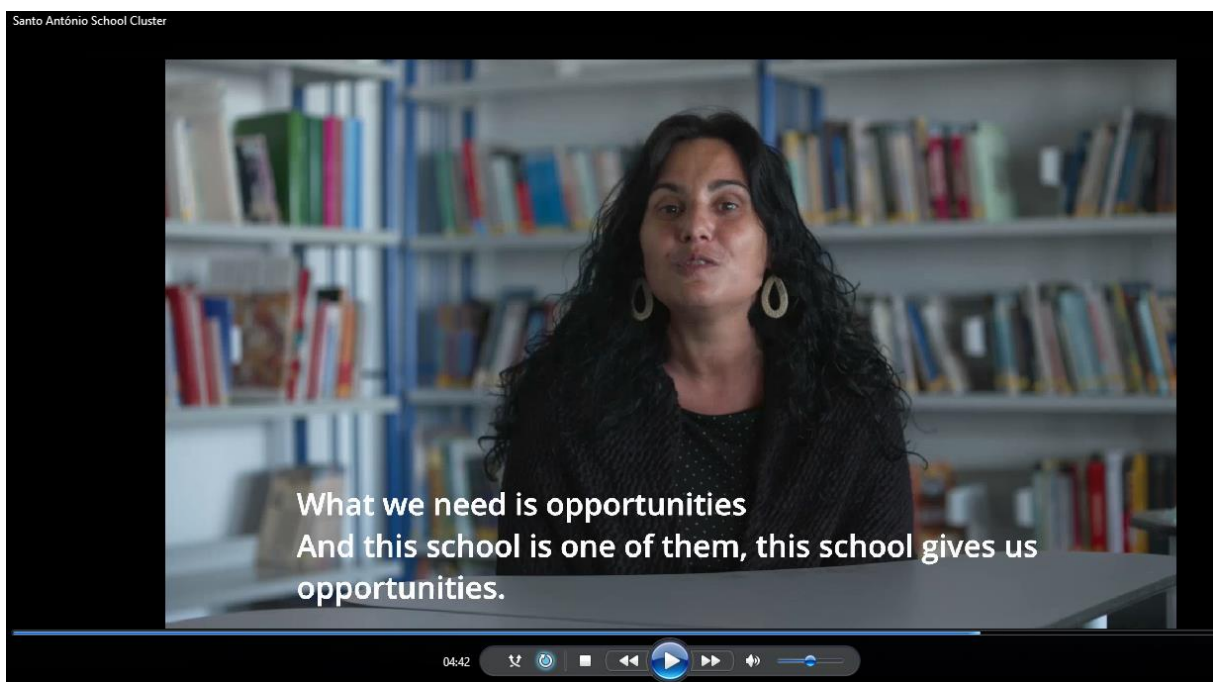 Santo António School Cluster
What we need is opportunities
And this school is one of them, this school gives us
opportunities.
04:42